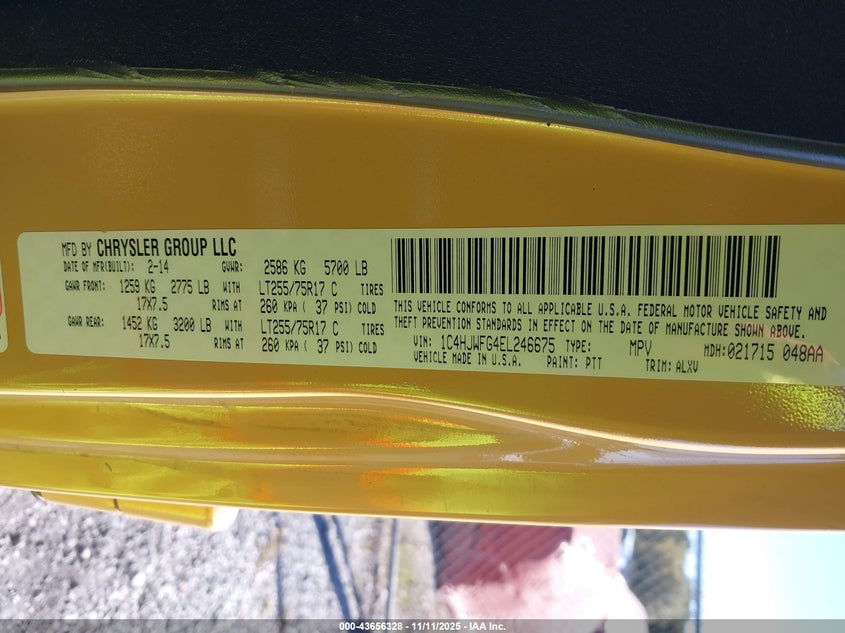 MFD BY CHRYSLER GROUP LLC
DATE OF MFR(BUILT): 2-14 GVWR: 2586 KG 5700 LB
GAWR FRONT: 1259 KG 2775 LB WITH LT255/75R17 C TIRES
17X7.5 RIMS AT 260 KPA ( 37 PSI) COLD
GAWR REAR: 1452 KG 3200 LB WITH LT255/75R17 C TIRES
17X7.5 RIMS AT 260 KPA ( 37 PSI) COLD
THIS VEHICLE CONFORMS TO ALL APPLICABLE U.S.A. FEDERAL MOTOR VEHICLE SAFETY AND
THEFT PREVENTION STANDARDS IN EFFECT ON THE DATE OF MANUFACTURE SHOWN ABOVE.
VIN: 1C4HJWFG4EL246675 TYPE: MPV MDH:021715 048AA
VEHICLE MADE IN U.S.A. PAINT: PTT TRIM: ALXV
000-43656328 - 11/11/2025 - IAA Inc.